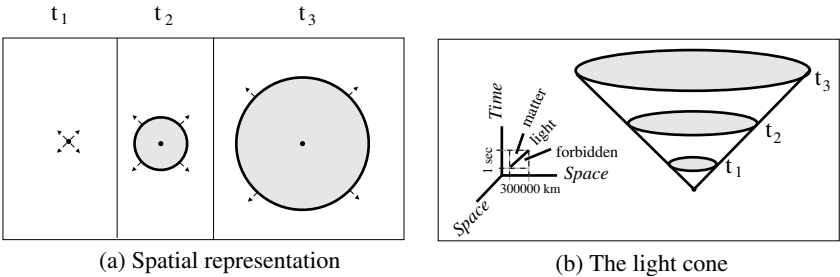 t1
t2
t3
(a) Spatial representation
Time
matter
light
forbidden
1 sec
Space
300000 km
Space
t3
t2
t1
(b) The light cone